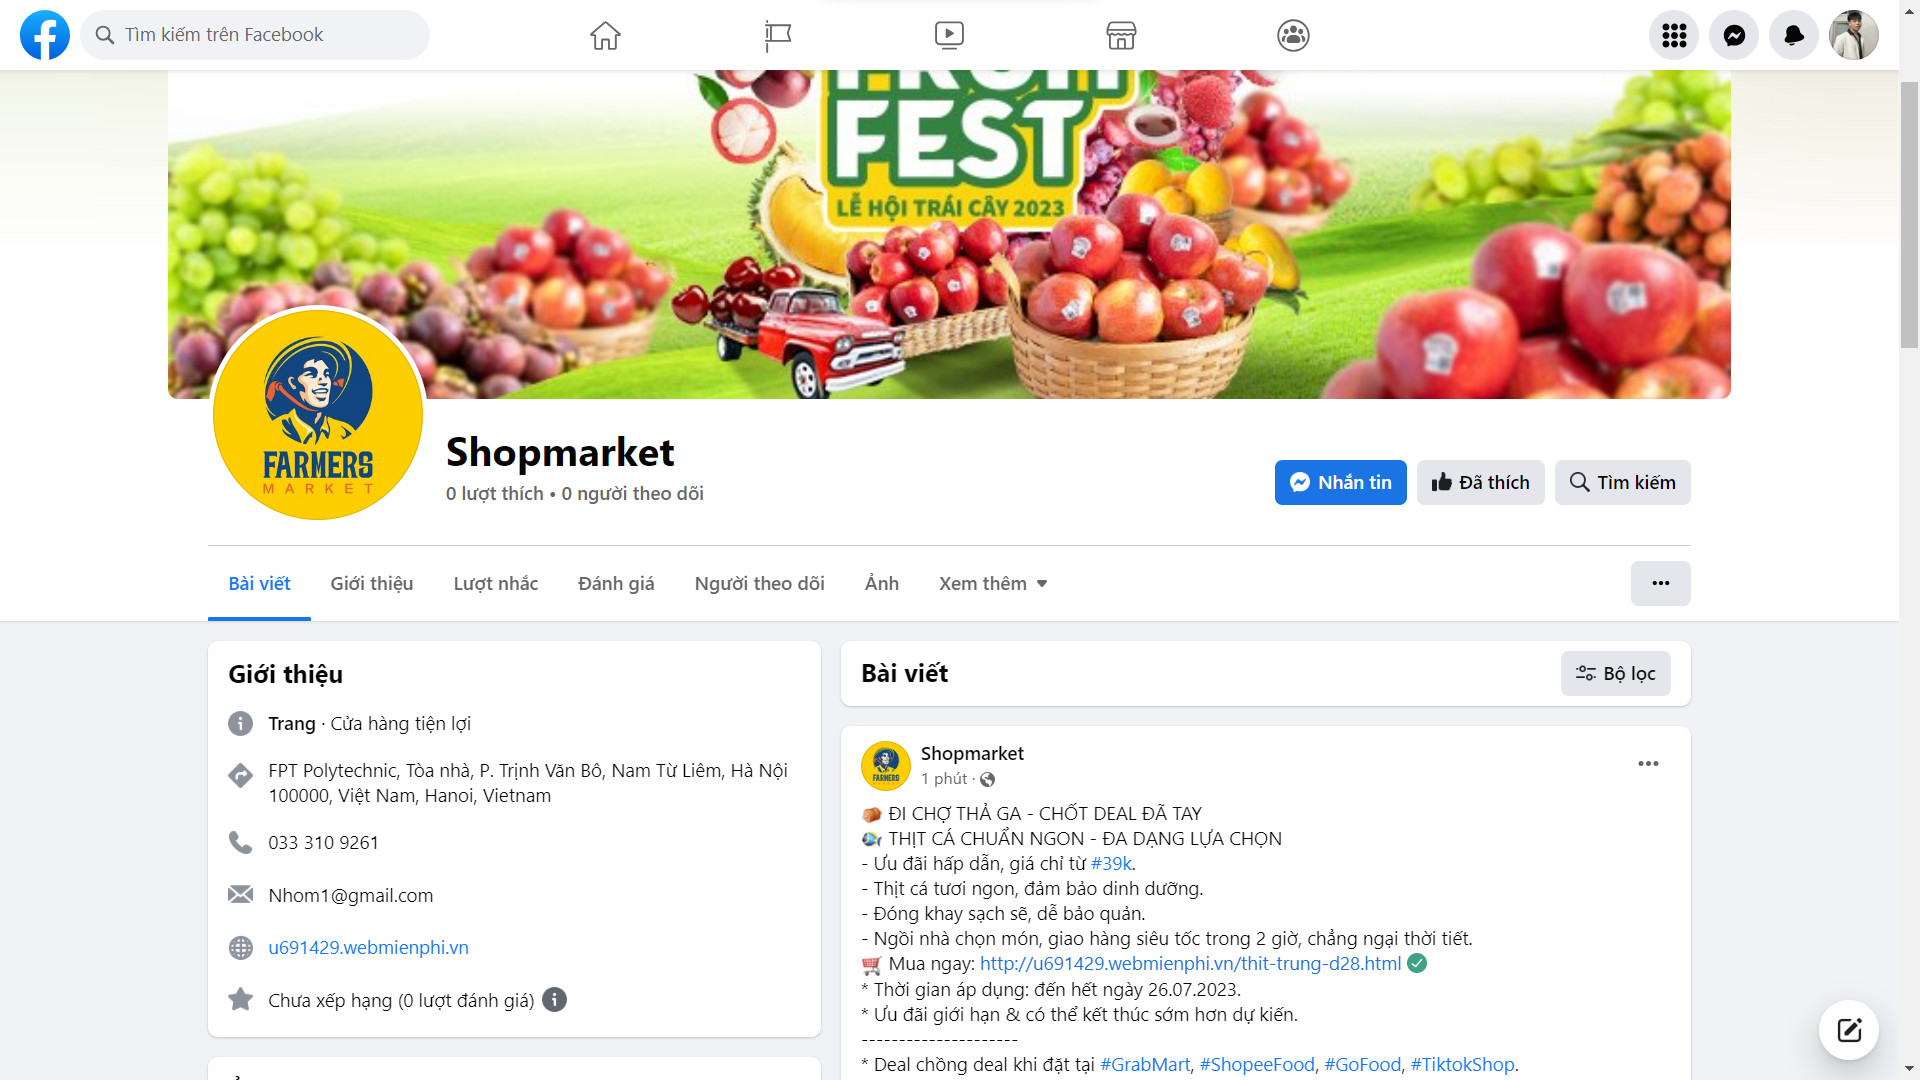 Tìm kiếm trên Facebook
FEST
LỄ HỘI TRÁI CÂY 2023
FARMERS
MARKET
Shopmarket
0 lượt thích • 0 người theo dõi
Nhắn tin
Đã thích
Tìm kiếm
Bài viết
Giới thiệu
Lượt nhắc
Đánh giá
Người theo dõi
Ảnh
Xem thêm
Giới thiệu
Trang · Cửa hàng tiện lợi
FPT Polytechnic, Tòa nhà, P. Trịnh Văn Bô, Nam Từ Liêm, Hà Nội
100000, Việt Nam, Hanoi, Vietnam
033 310 9261
Nhom1@gmail.com
u691429.webmienphi.vn
Chưa xếp hạng (0 lượt đánh giá)
Bài viết
Bộ lọc
FARMERS
Shopmarket
1 phút ·
ĐI CHỢ THẢ GA - CHỐT DEAL ĐÃ TAY
THỊT CÁ CHUẨN NGON - ĐA DẠNG LỰA CHỌN
- Ưu đãi hấp dẫn, giá chỉ từ #39k.
- Thịt cá tươi ngon, đảm bảo dinh dưỡng.
- Đóng khay sạch sẽ, dễ bảo quản.
- Ngồi nhà chọn món, giao hàng siêu tốc trong 2 giờ, chẳng ngại thời tiết.
Mua ngay: http://u691429.webmienphi.vn/thit-trung-d28.html
* Thời gian áp dụng: đến hết ngày 26.07.2023.
* Ưu đãi giới hạn & có thể kết thúc sớm hơn dự kiến.
---------------------
* Deal chồng deal khi đặt tại #GrabMart, #ShopeeFood, #GoFood, #TiktokShop.